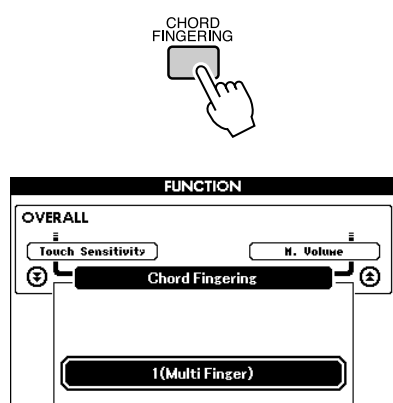 CHORD
FINGERING
FUNCTION
OVERALL
Touch Sensitivity M. Volume
Chord Fingering
1(Multi Finger)